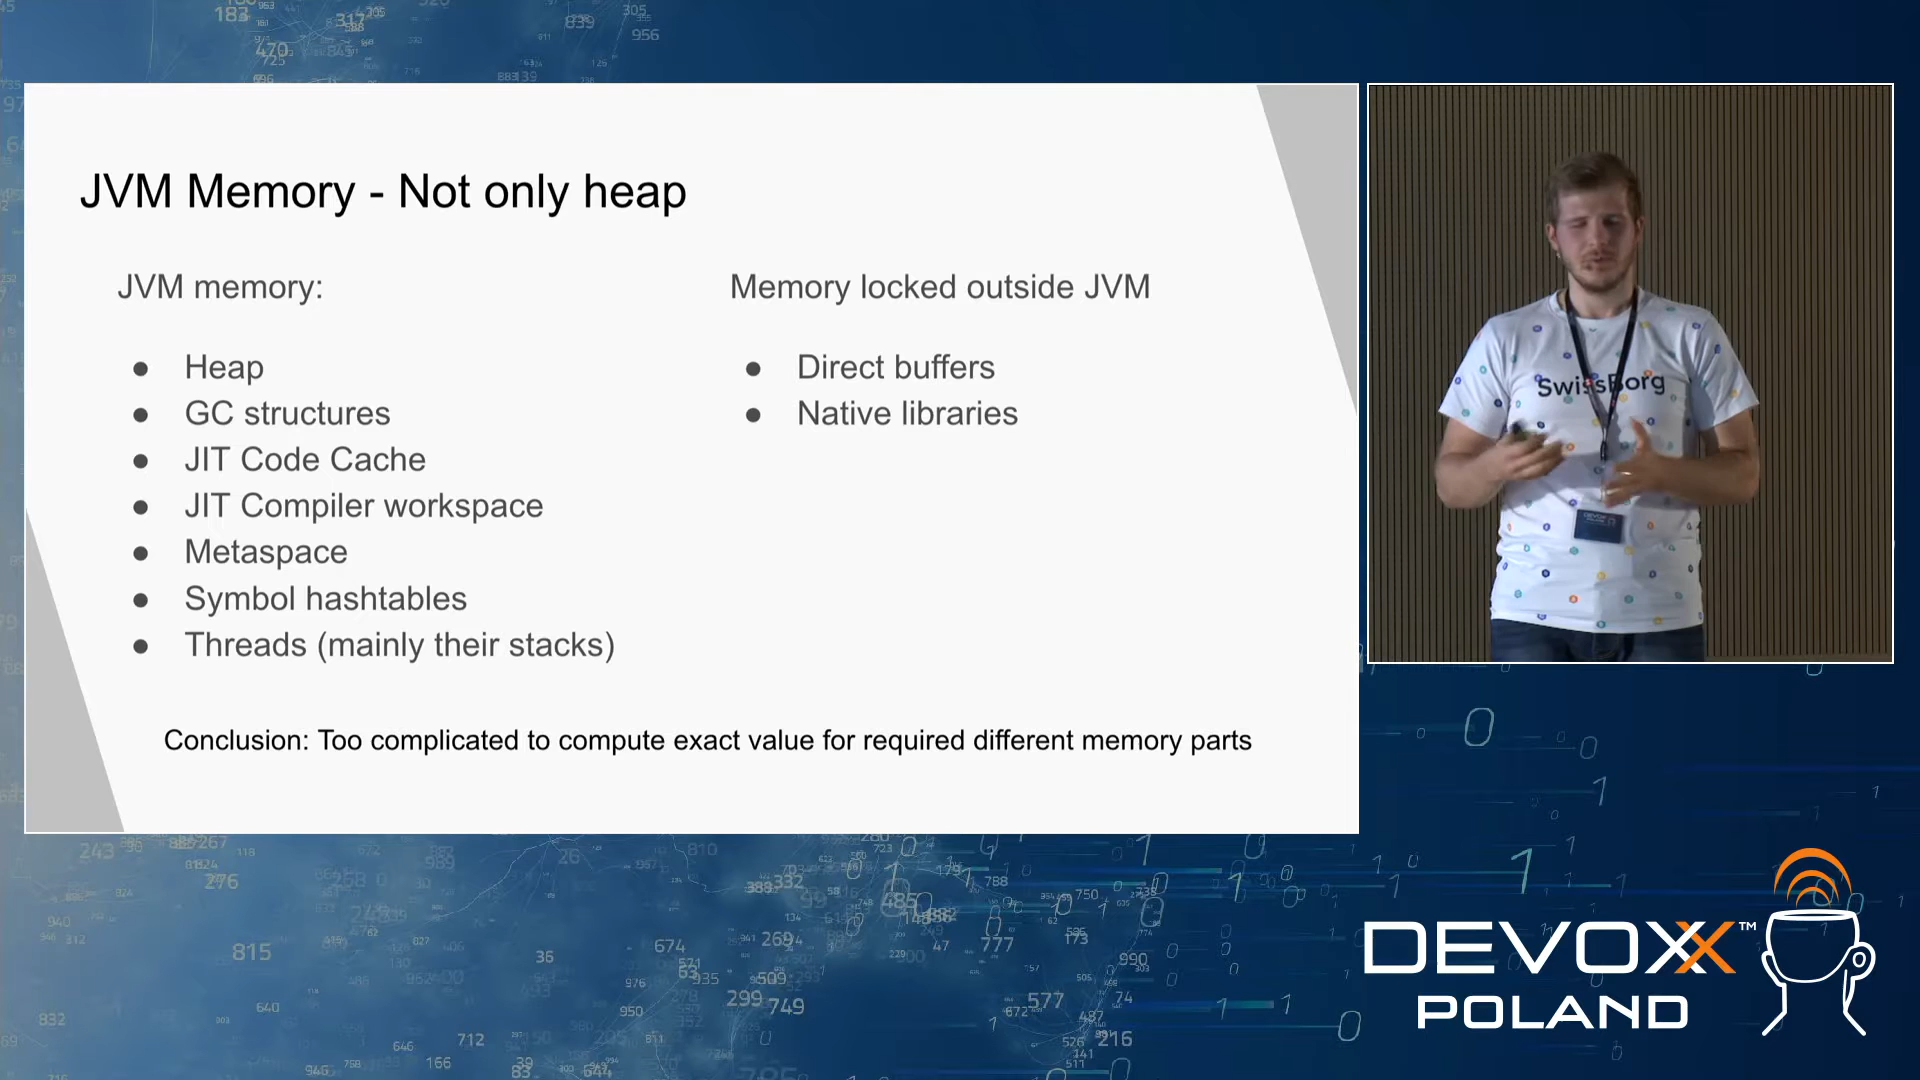 JVM Memory - Not only heap
JVM memory:
● Heap
● GC structures
● JIT Code Cache
● JIT Compiler workspace
● Metaspace
● Symbol hashtables
● Threads (mainly their stacks)
Memory locked outside JVM
● Direct buffers
● Native libraries
Conclusion: Too complicated to compute exact value for required different memory parts
SwissBorg
DEVOXX™
POLAND